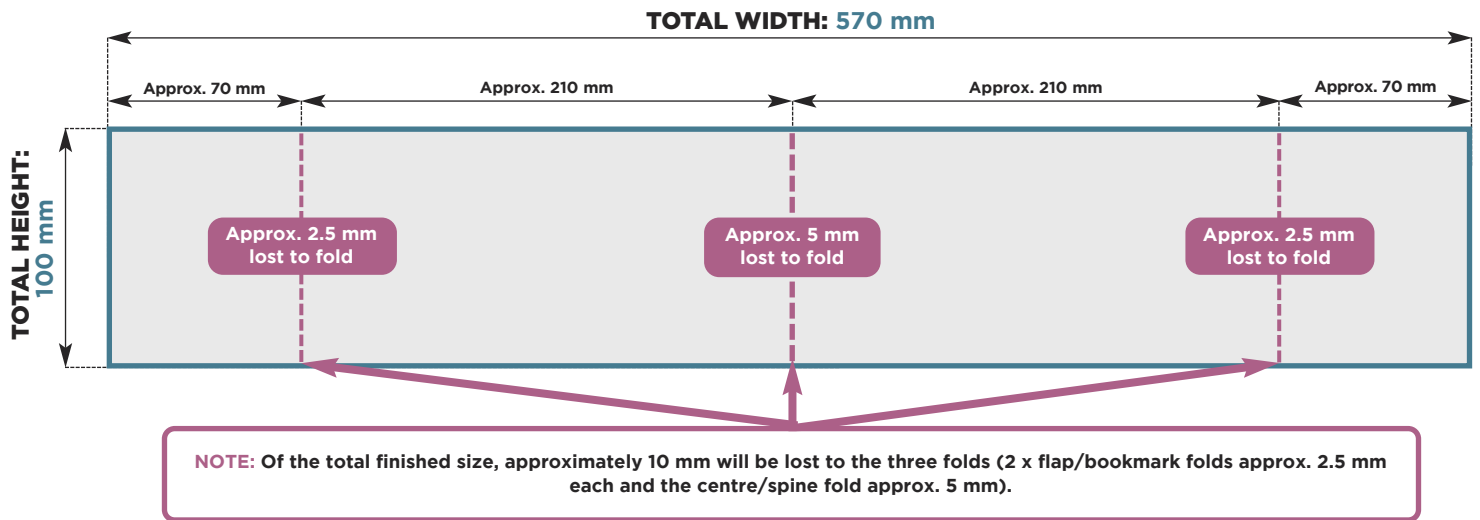 TOTAL WIDTH: 570 mm
Approx. 70 mm
Approx. 210 mm
Approx. 210 mm
Approx. 70 mm
TOTAL HEIGHT:
100 mm
Approx. 2.5 mm
lost to fold
Approx. 5 mm
lost to fold
Approx. 2.5 mm
lost to fold
NOTE: Of the total finished size, approximately 10 mm will be lost to the three folds (2 x flap/bookmark folds approx. 2.5 mm
each and the centre/spine fold approx. 5 mm).